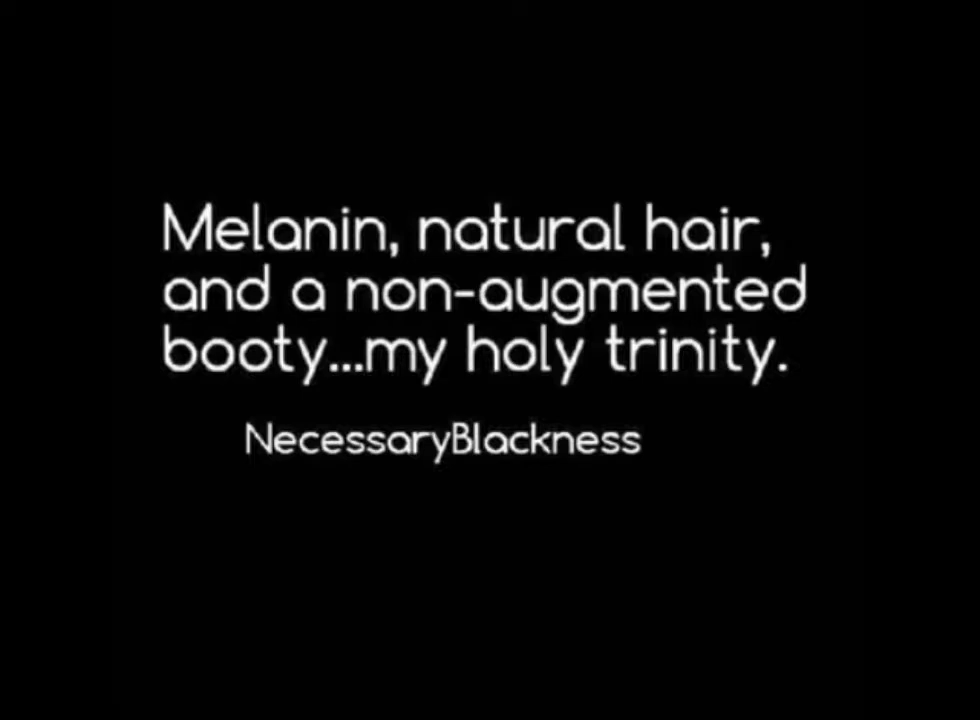 Melanin, natural hair,
and a non-augmented
booty...my holy trinity.
NecessaryBlackness